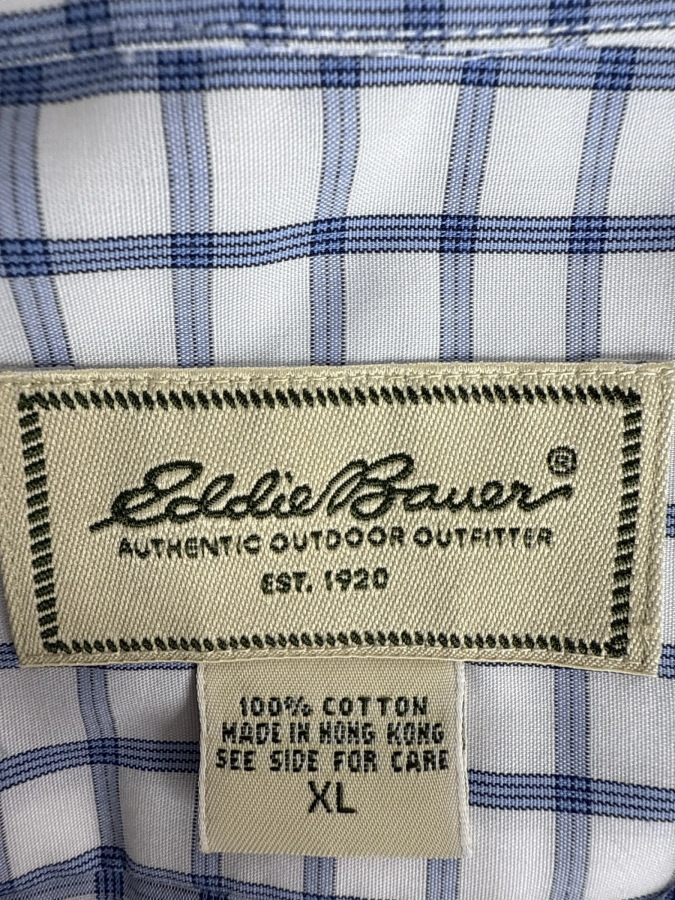 Eddie Bauer®
AUTHENTIC OUTDOOR OUTFITTER
EST. 1920
100% COTTON
MADE IN HONG KONG
SEE SIDE FOR CARE
XL